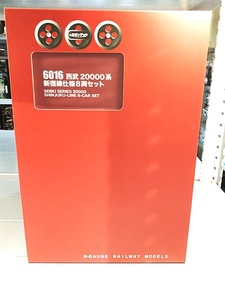 6016 西武 20000系
新宿線仕様8両セット
SEIBU SERIES 20000
SHINJUKU-LINE 8-CAR SET
N-GAUGE RAILWAY MODELS